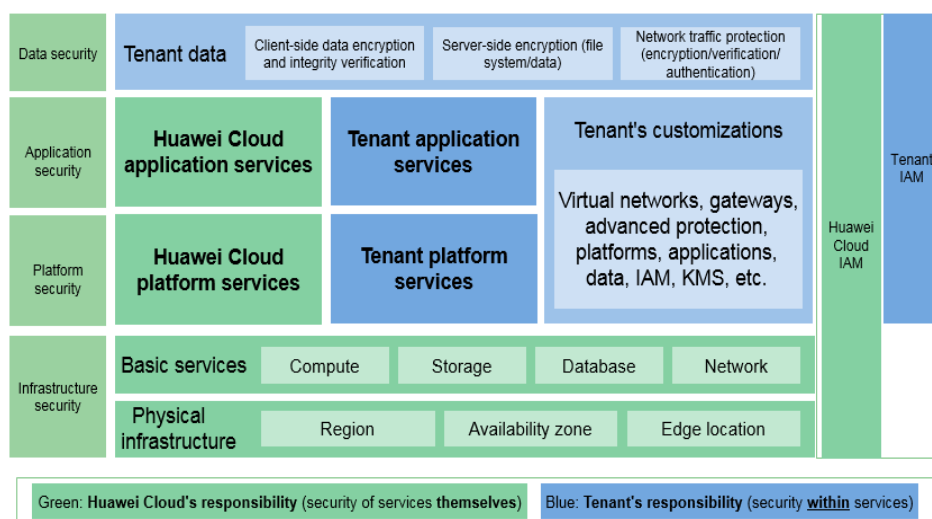 Data security
Tenant data
Client-side data encryption
and integrity verification
Server-side encryption (file
system/data)
Network traffic protection
(encryption/verification/
authentication)
Application
security
Huawei Cloud
application services
Tenant application
services
Tenant's customizations
Virtual networks, gateways,
advanced protection,
platforms, applications,
data, IAM, KMS, etc.
Platform
security
Huawei Cloud
platform services
Tenant platform
services
Huawei
Cloud
IAM
Tenant
IAM
Infrastructure
security
Basic services
Compute
Storage
Database
Network
Physical
infrastructure
Region
Availability zone
Edge location
Green: Huawei Cloud's responsibility (security of services themselves)
Blue: Tenant's responsibility (security within services)